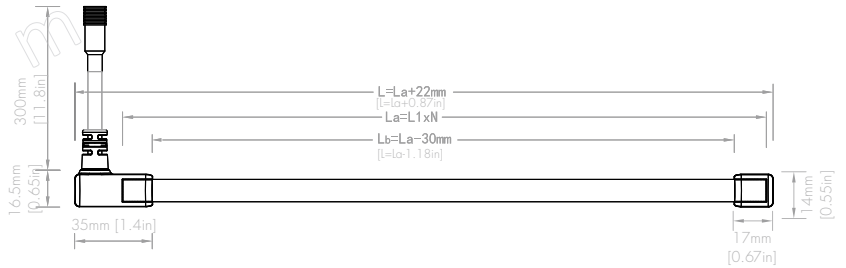 m
300mm
[11.8in]
L=La+22mm
[L=La+0.87in]
La=L1xN
Lb=La-30mm
[L=La-1.18in]
16.5mm
[0.65in]
35mm [1.4in]
14mm
[0.55in]
17mm
[0.67in]